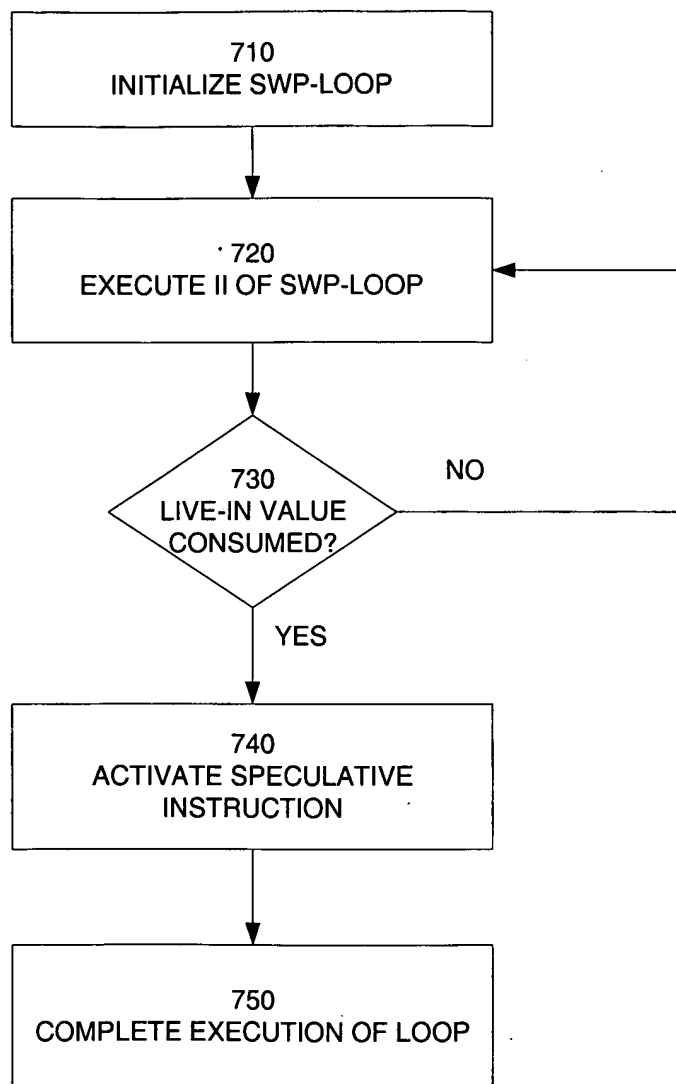 710
INITIALIZE SWP-LOOP
720
EXECUTE II OF SWP-LOOP
730
LIVE-IN VALUE
CONSUMED?
NO
YES
740
ACTIVATE SPECULATIVE
INSTRUCTION
750
COMPLETE EXECUTION OF LOOP